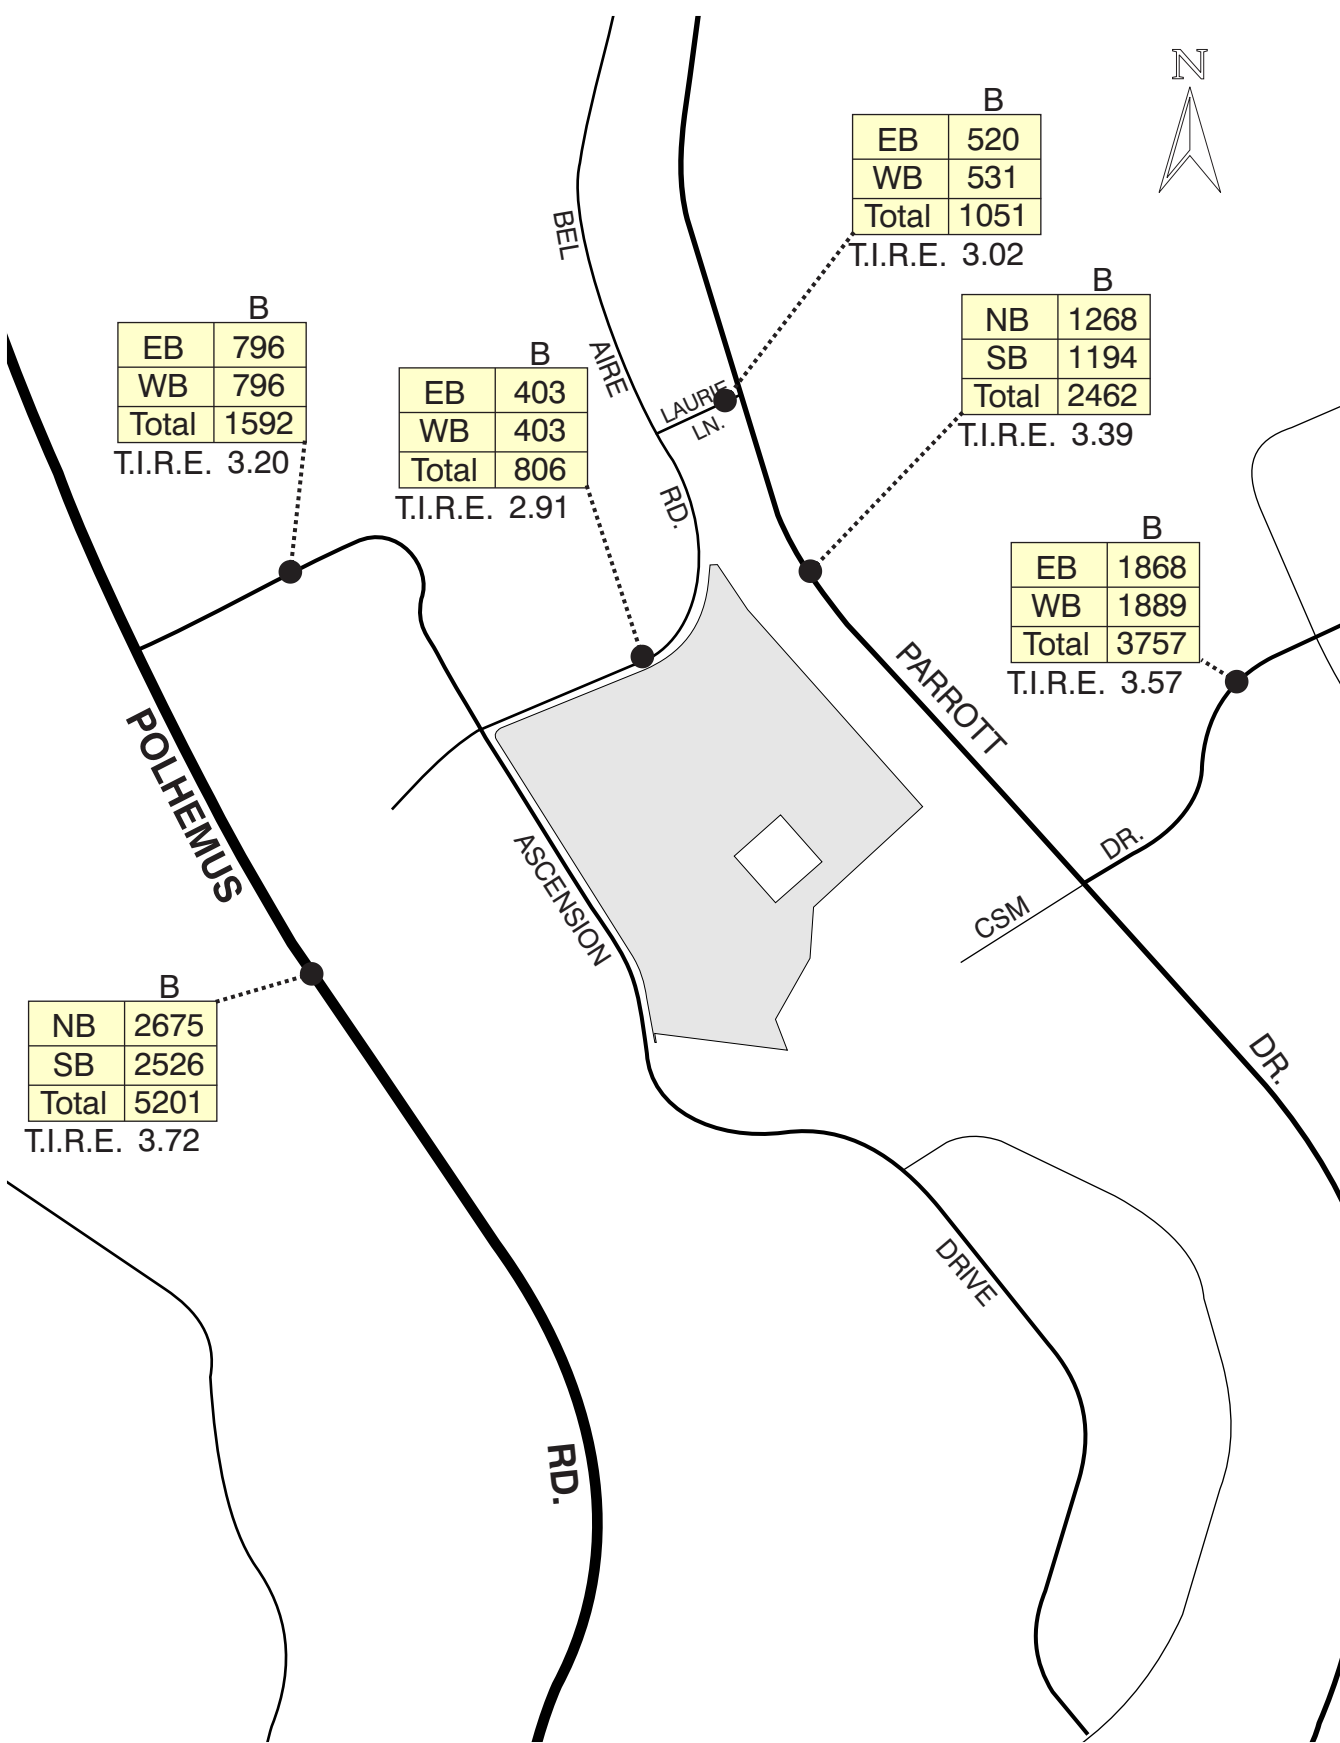 N
B
EB 520
WB 531
Total 1051
T.I.R.E. 3.02
BEL
B
NB 1268
SB 1194
Total 2462
T.I.R.E. 3.39
B
EB 796
WB 796
Total 1592
T.I.R.E. 3.20
B
EB 403
WB 403
Total 806
T.I.R.E. 2.91
AIRE
LAURIE
LN.
RD.
B
EB 1868
WB 1889
Total 3757
T.I.R.E. 3.57
PARROTT
POLHEMUS
ASCENSION
DR.
CSM
B
NB 2675
SB 2526
Total 5201
T.I.R.E. 3.72
DR.
DRIVE
RD.